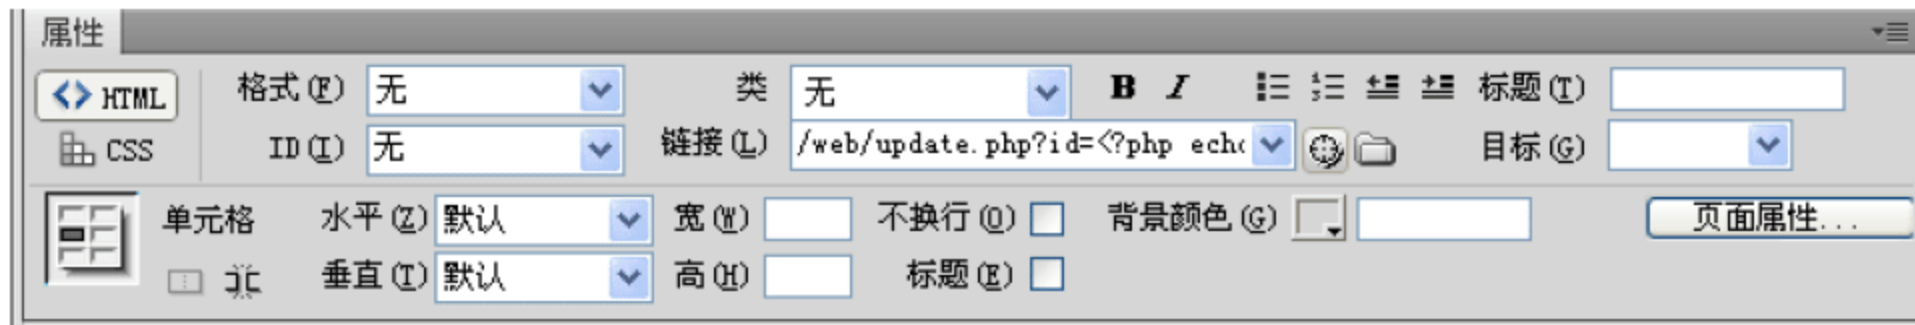 属性
HTML 格式(F) 无 类 无 B I 标题(T)
CSS ID(I) 无 链接(L) /web/update.php?id=<?php echo 目标(G)
单元格 水平(Z) 默认 宽(W) 不换行(O) 背景颜色(G) 页面属性...
垂直(T) 默认 高(H) 标题(E)